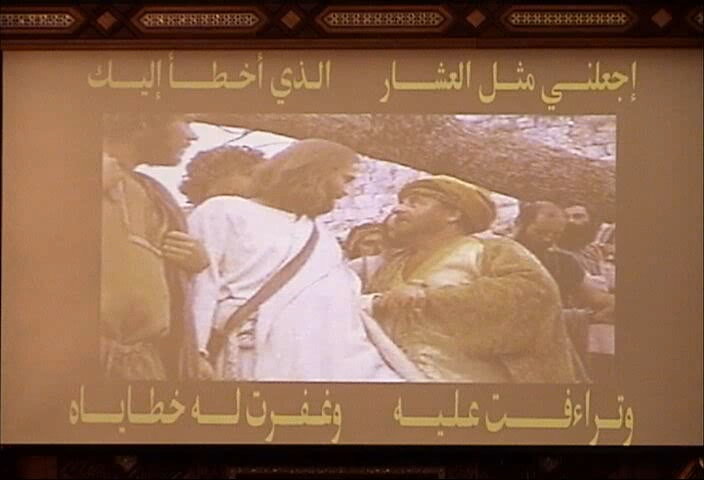 إجعلني مثل العشار الذي أخطأ إليك
وتراءفت عليه وغفرت له خطاياه